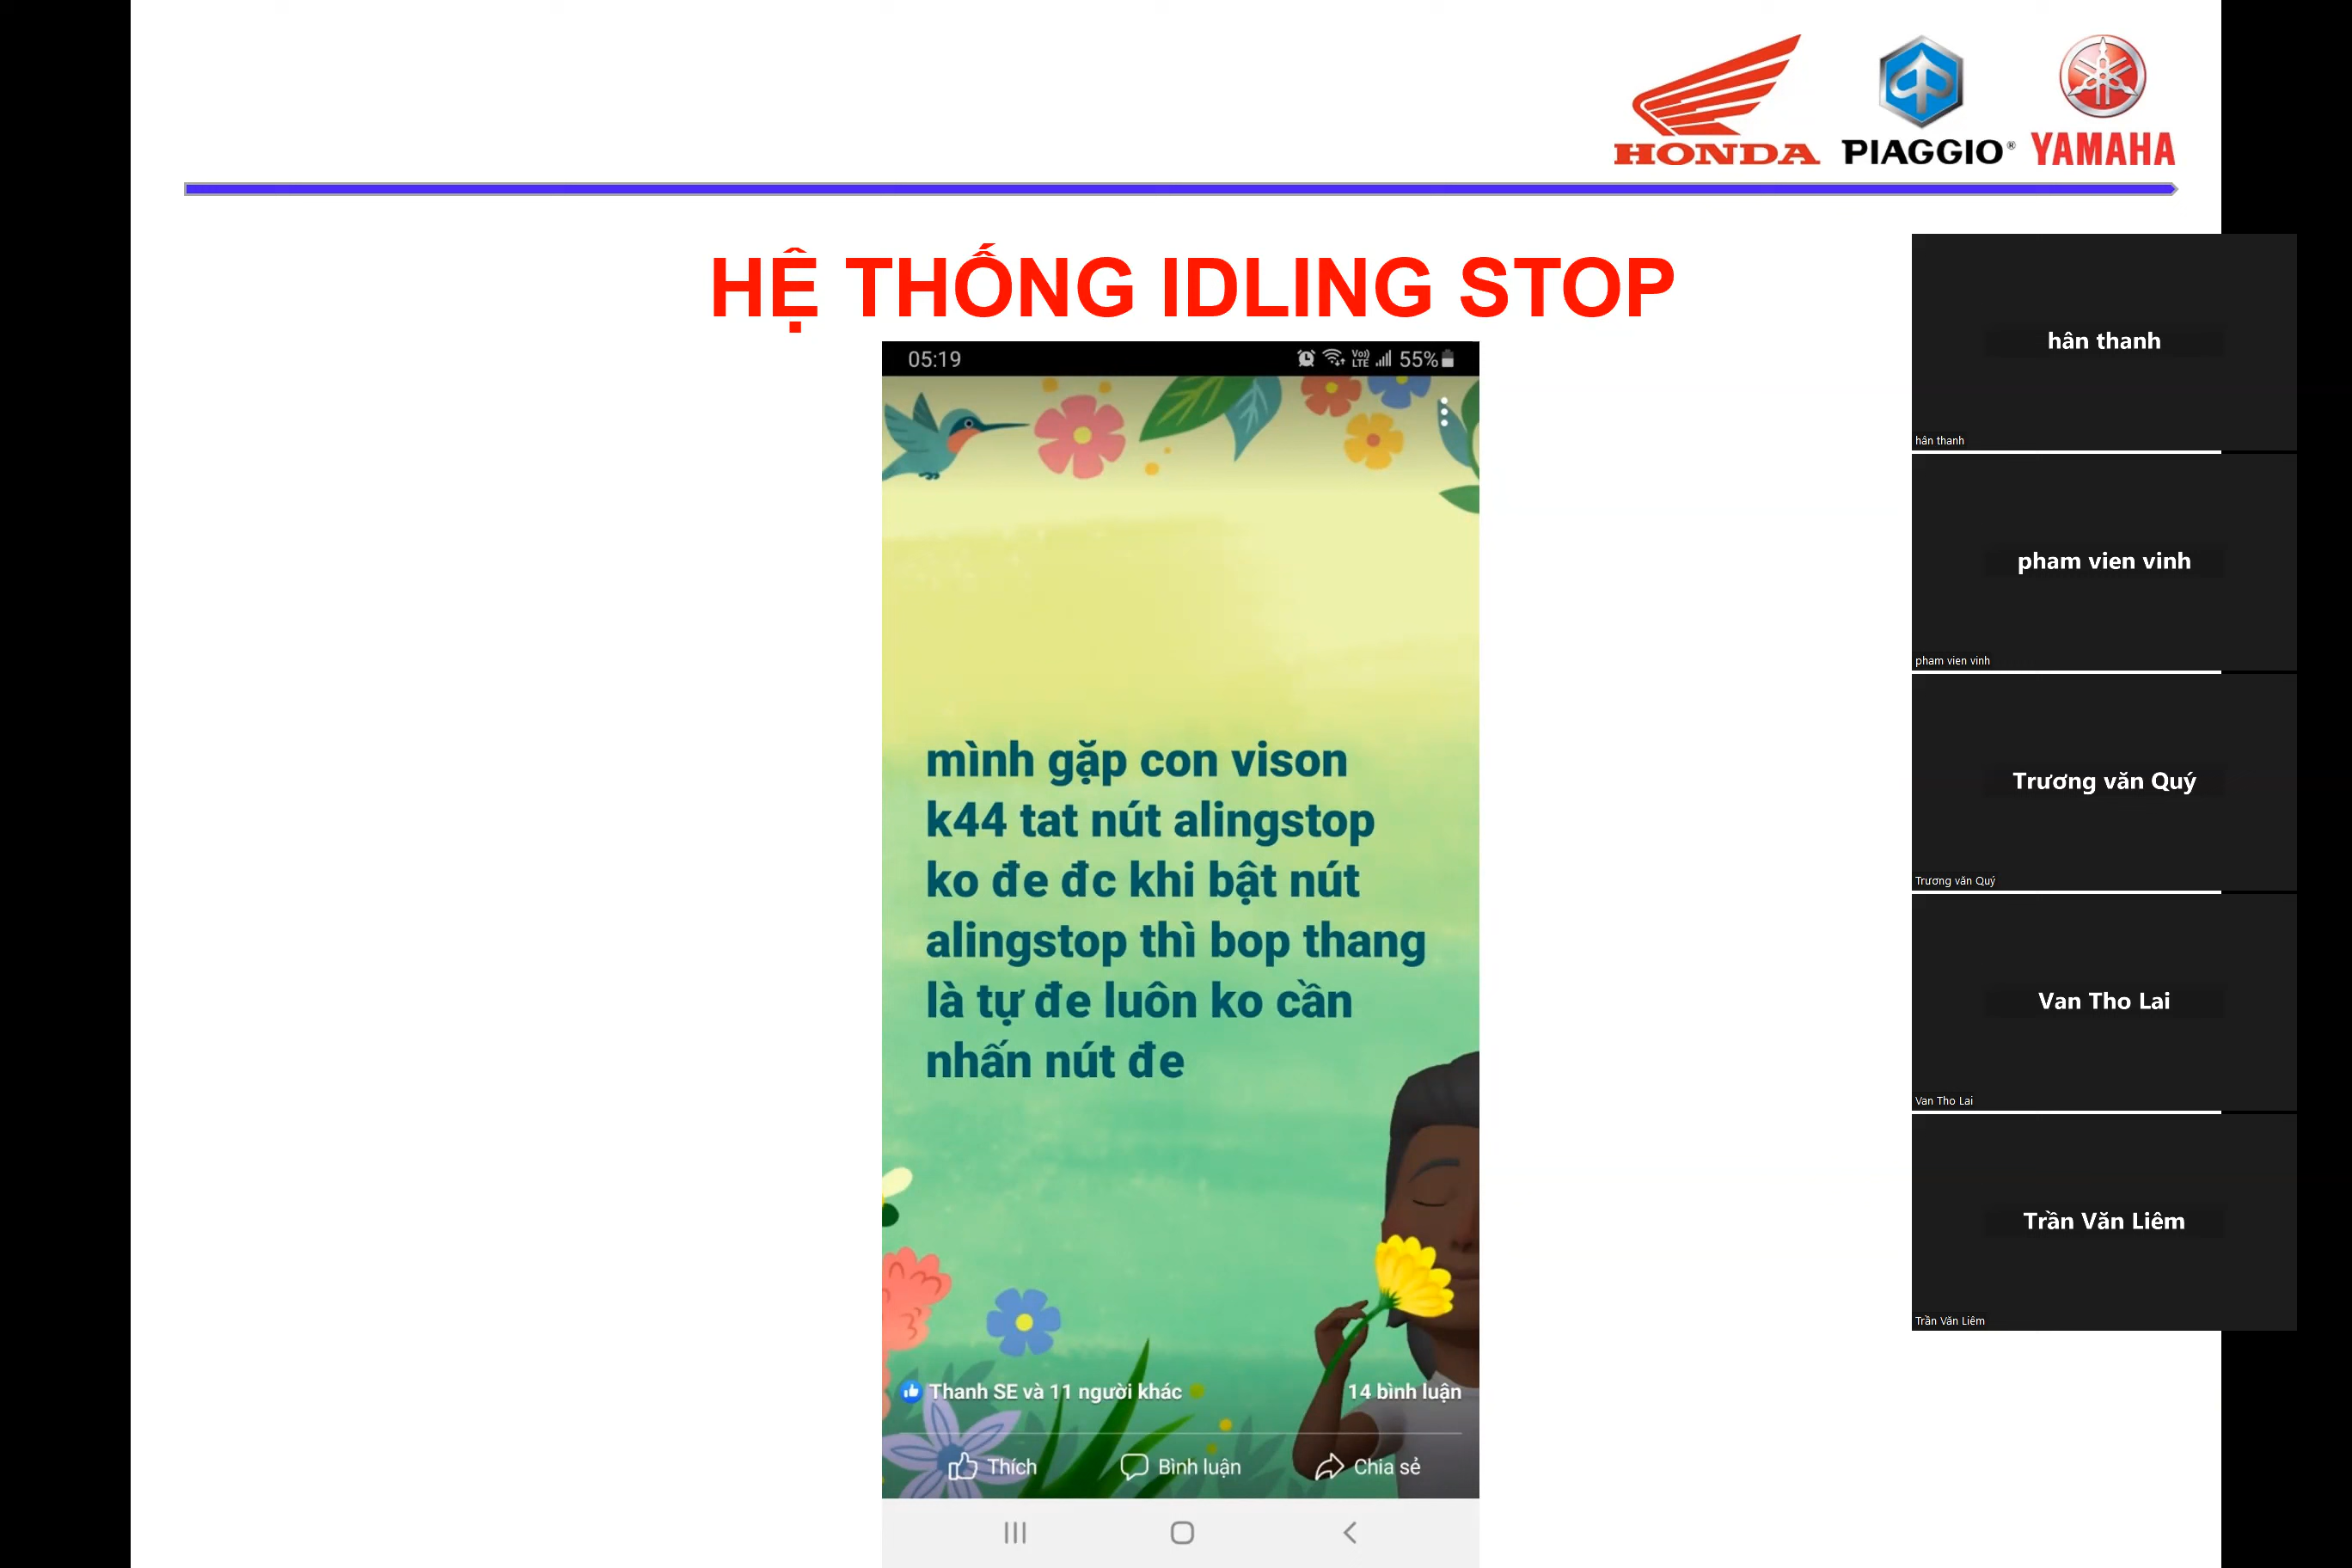 HONDA
PIAGGIO®
YAMAHA
HỆ THỐNG IDLING STOP
05:19
Vo)) LTE
55%
mình gặp con vison
k44 tat nút alingstop
ko đe đc khi bật nút
alingstop thì bop thang
là tự đe luôn ko cần
nhấn nút đe
Thanh SE và 11 người khác
14 bình luận
Thích
Bình luận
Chia sẻ
hân thanh
hân thanh
pham vien vinh
pham vien vinh
Trương văn Quý
Trương văn Quý
Van Tho Lai
Van Tho Lai
Trần Văn Liêm
Trần Văn Liêm